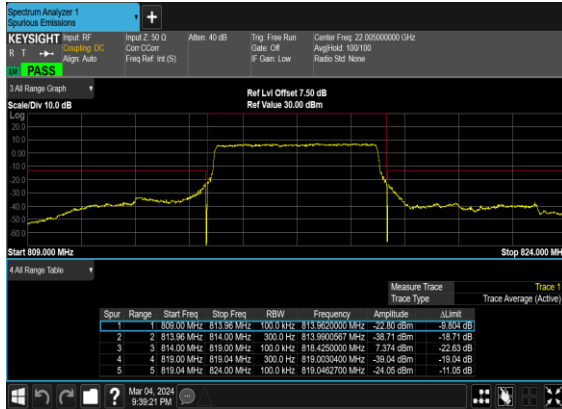 Spectrum Analyzer 1
Spurious Emissions
KEYSIGHT Input: RF Input Z: 50 Ω Atten: 40 dB Trig: Free Run Center Freq: 22.005000000 GHz
R T Coupling: DC Corr CCorr Gate: Off Avg|Hold: 100/100
Align: Auto Freq Ref: Int (S) IF Gain: Low Radio Std: None
PASS
3 All Range Graph
Ref Lvl Offset 7.50 dB
Scale/Div 10.0 dB Ref Value 30.00 dBm
Log
20.0
10.0
0.00
-10.0
-20.0
-30.0
-40.0
-50.0
-60.0
Start 809.000 MHz Stop 824.000 MH
4 All Range Table
Measure Trace Trace 1
Trace Type Trace Average (Active)
Spur Range Start Freq Stop Freq RBW Frequency Amplitude ΔLimit
1 1 809.00 MHz 813.96 MHz 100.0 kHz 813.9620000 MHz -22.80 dBm -9.804 dB
2 2 813.96 MHz 814.00 MHz 300.0 Hz 813.9900567 MHz -38.71 dBm -18.71 dB
3 3 814.00 MHz 819.00 MHz 100.0 kHz 818.4250000 MHz 7.374 dBm -22.63 dB
4 4 819.00 MHz 819.04 MHz 300.0 Hz 819.0030400 MHz -39.04 dBm -19.04 dB
5 5 819.04 MHz 824.00 MHz 100.0 kHz 819.0462700 MHz -24.05 dBm -11.05 dB
Mar 04, 2024
9:39:21 PM